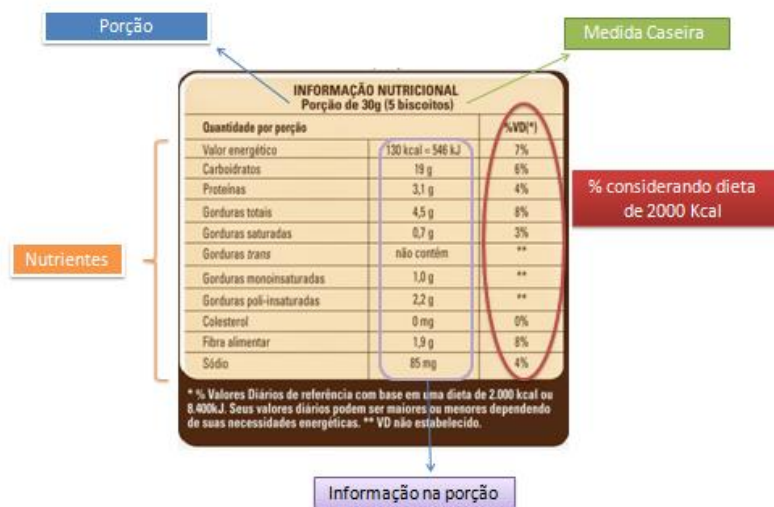 Porção
Medida Caseira
INFORMAÇÃO NUTRICIONAL
Porção de 30g (5 biscoitos)
Quantidade por porção %VD(*)
Valor energético 130 kcal = 546 kJ 7%
Carboidratos 19 g 6%
Proteínas 3,1 g 4%
Gorduras totais 4,5 g 8%
Gorduras saturadas 0,7 g 3%
Gorduras trans não contém **
Gorduras monoinsaturadas 1,0 g **
Gorduras poli-insaturadas 2,2 g **
Colesterol 0 mg 0%
Fibra alimentar 1,9 g 8%
Sódio 85 mg 4%
* % Valores Diários de referência com base em uma dieta de 2.000 kcal ou
8.400kJ. Seus valores diários podem ser maiores ou menores dependendo
de suas necessidades energéticas. ** VD não estabelecido.
Nutrientes
% considerando dieta
de 2000 Kcal
Informação na porção